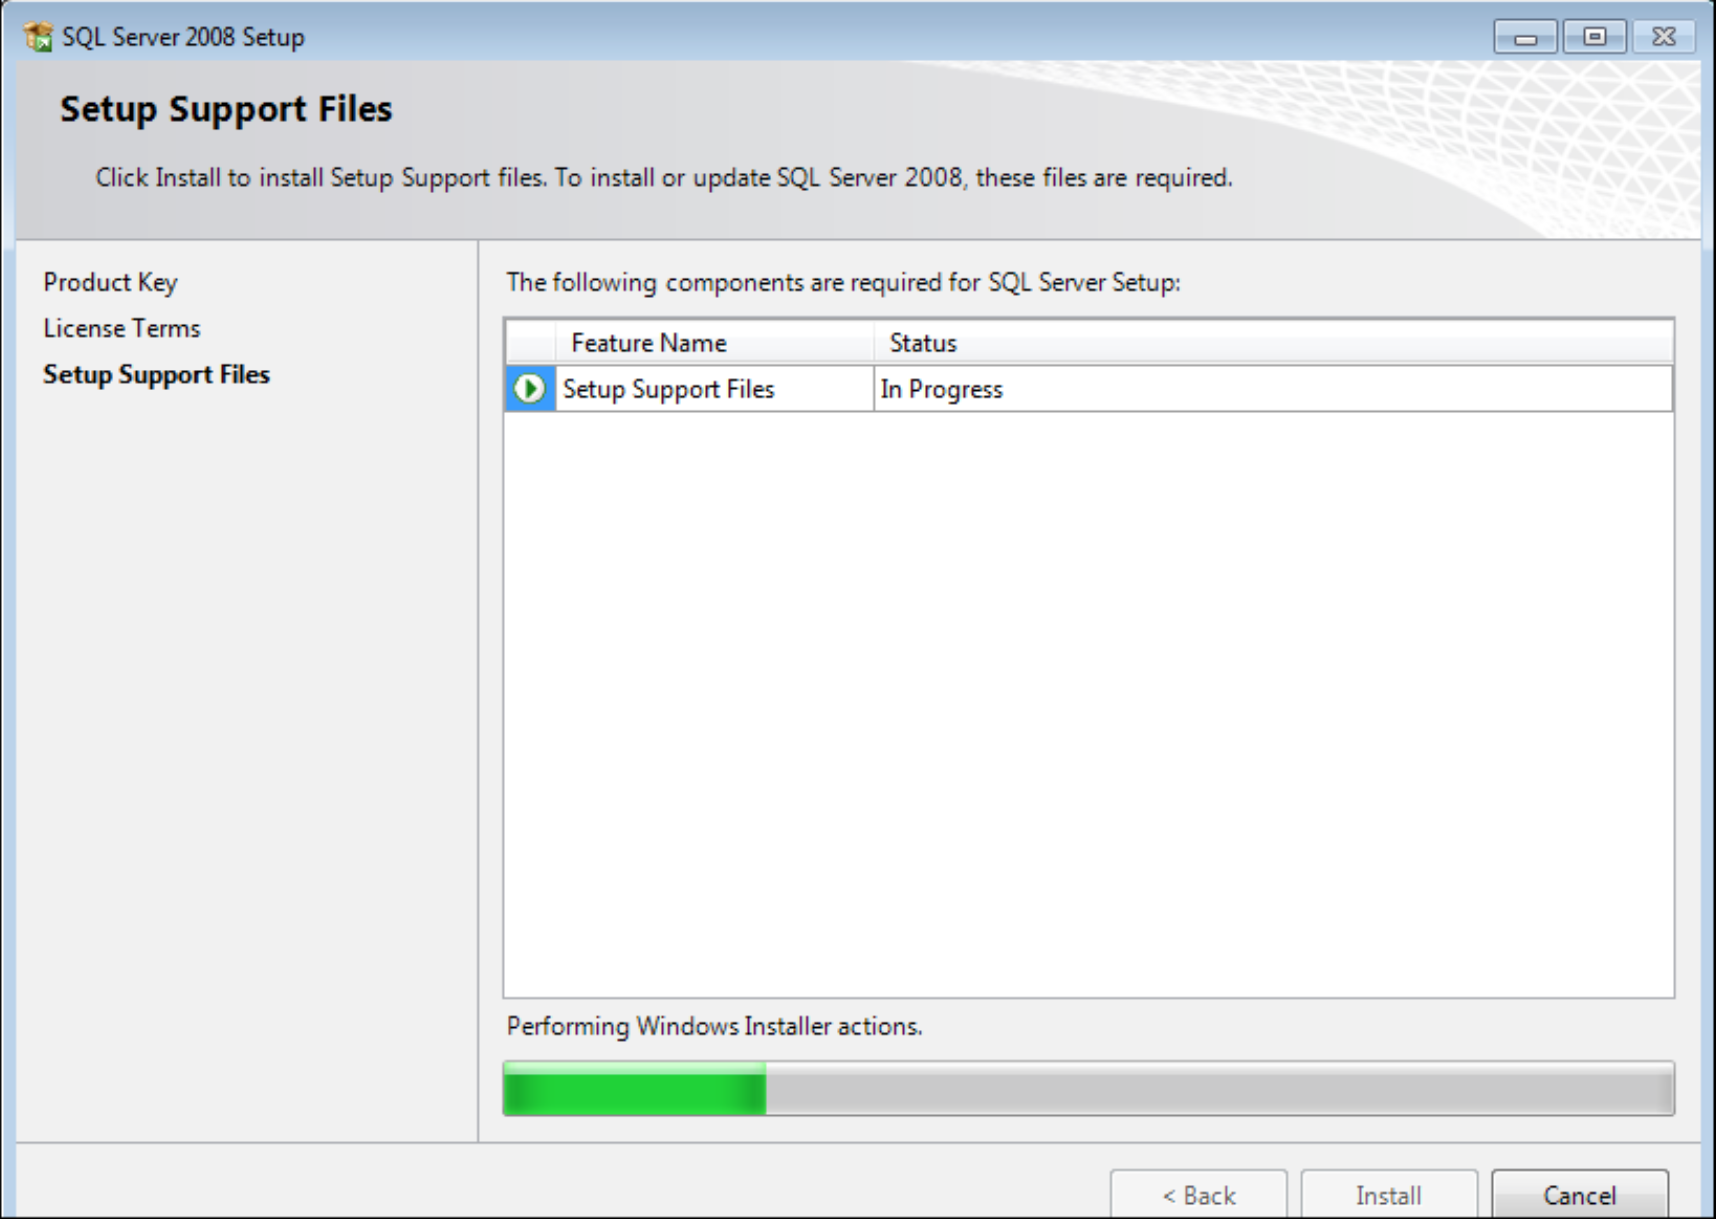 SQL Server 2008 Setup
Setup Support Files
Click Install to install Setup Support files. To install or update SQL Server 2008, these files are required.
Product Key
License Terms
Setup Support Files
The following components are required for SQL Server Setup:
Feature Name Status
Setup Support Files In Progress
Performing Windows Installer actions.
< Back Install Cancel